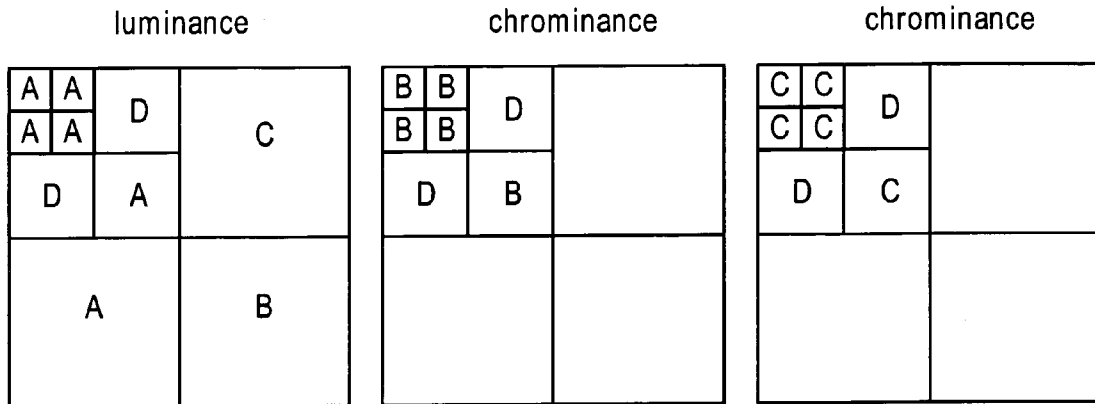 luminance chrominance chrominance
A A D C B B D C C D
A A B B C C
D A D B D C
A B